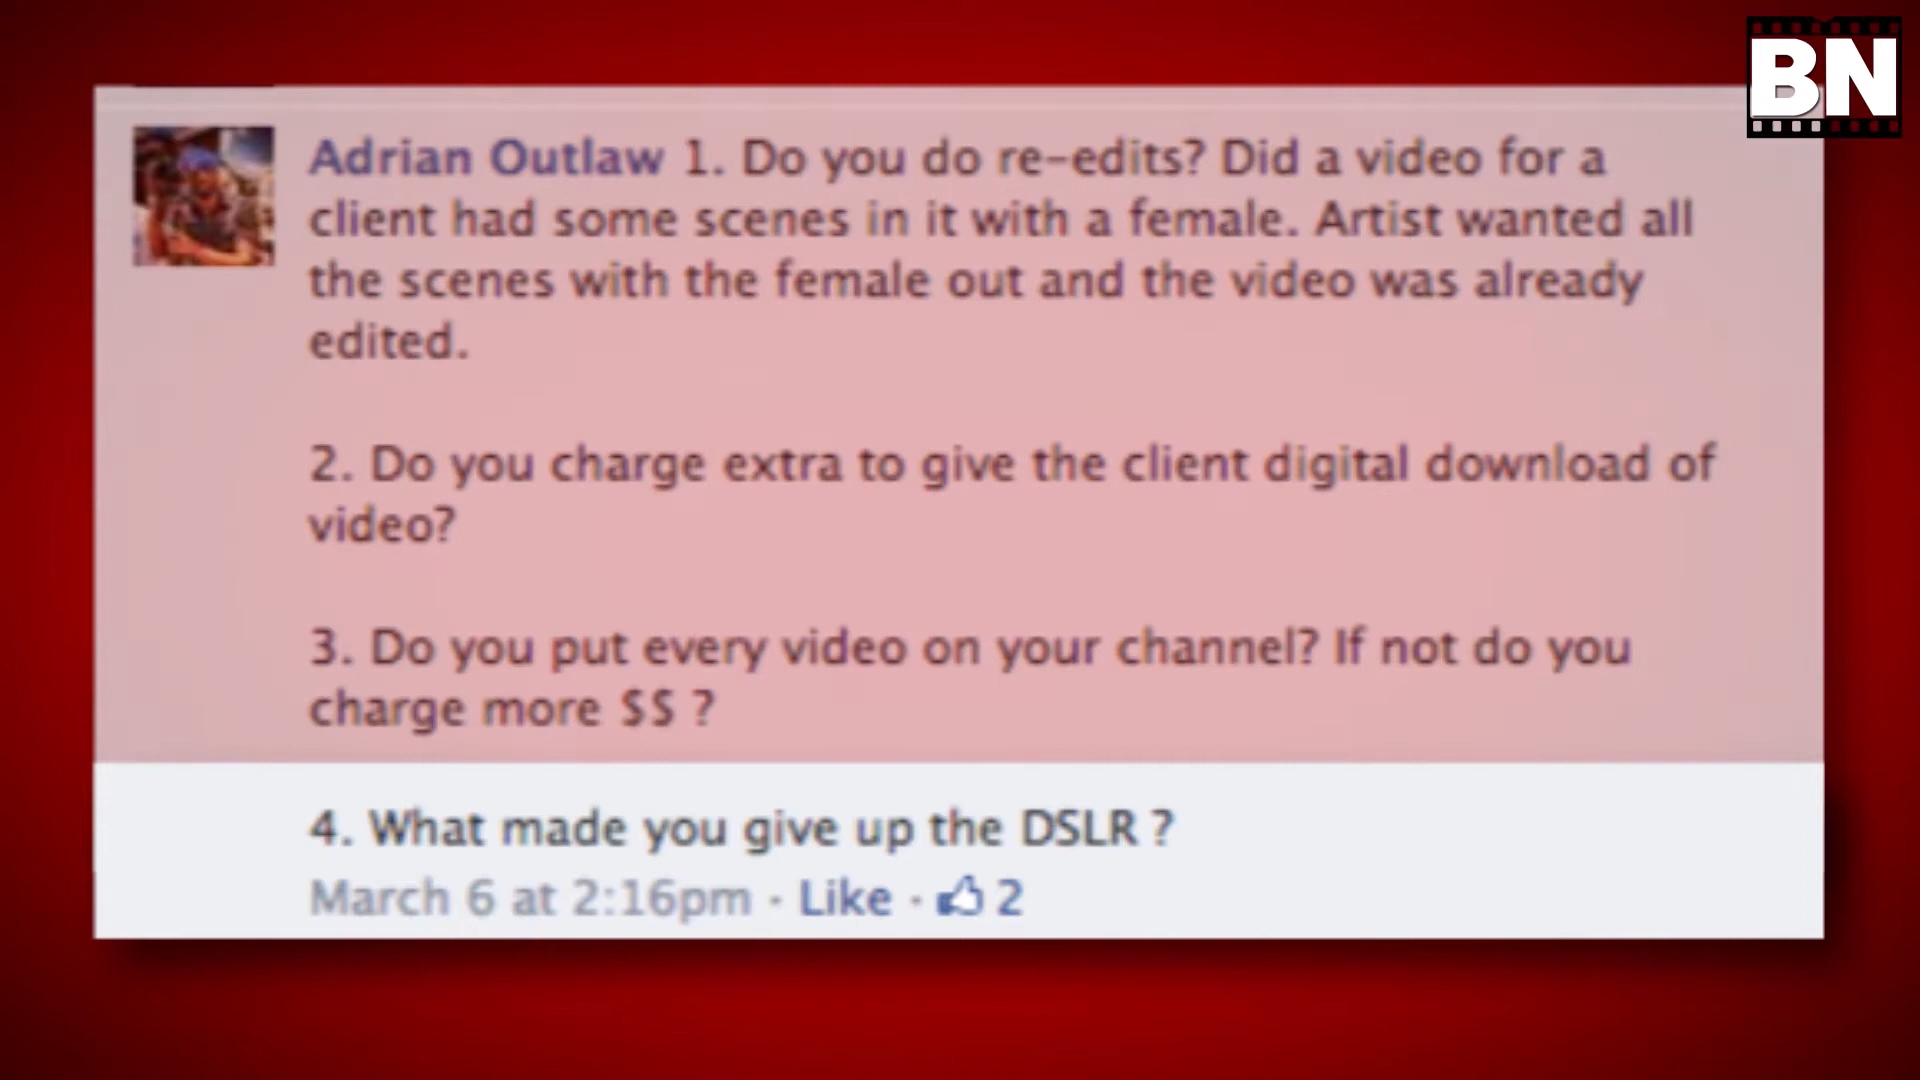 BN
Adrian Outlaw 1. Do you do re-edits? Did a video for a
client had some scenes in it with a female. Artist wanted all
the scenes with the female out and the video was already
edited.
2. Do you charge extra to give the client digital download of
video?
3. Do you put every video on your channel? If not do you
charge more $$ ?
4. What made you give up the DSLR ?
March 6 at 2:16pm · Like · 2